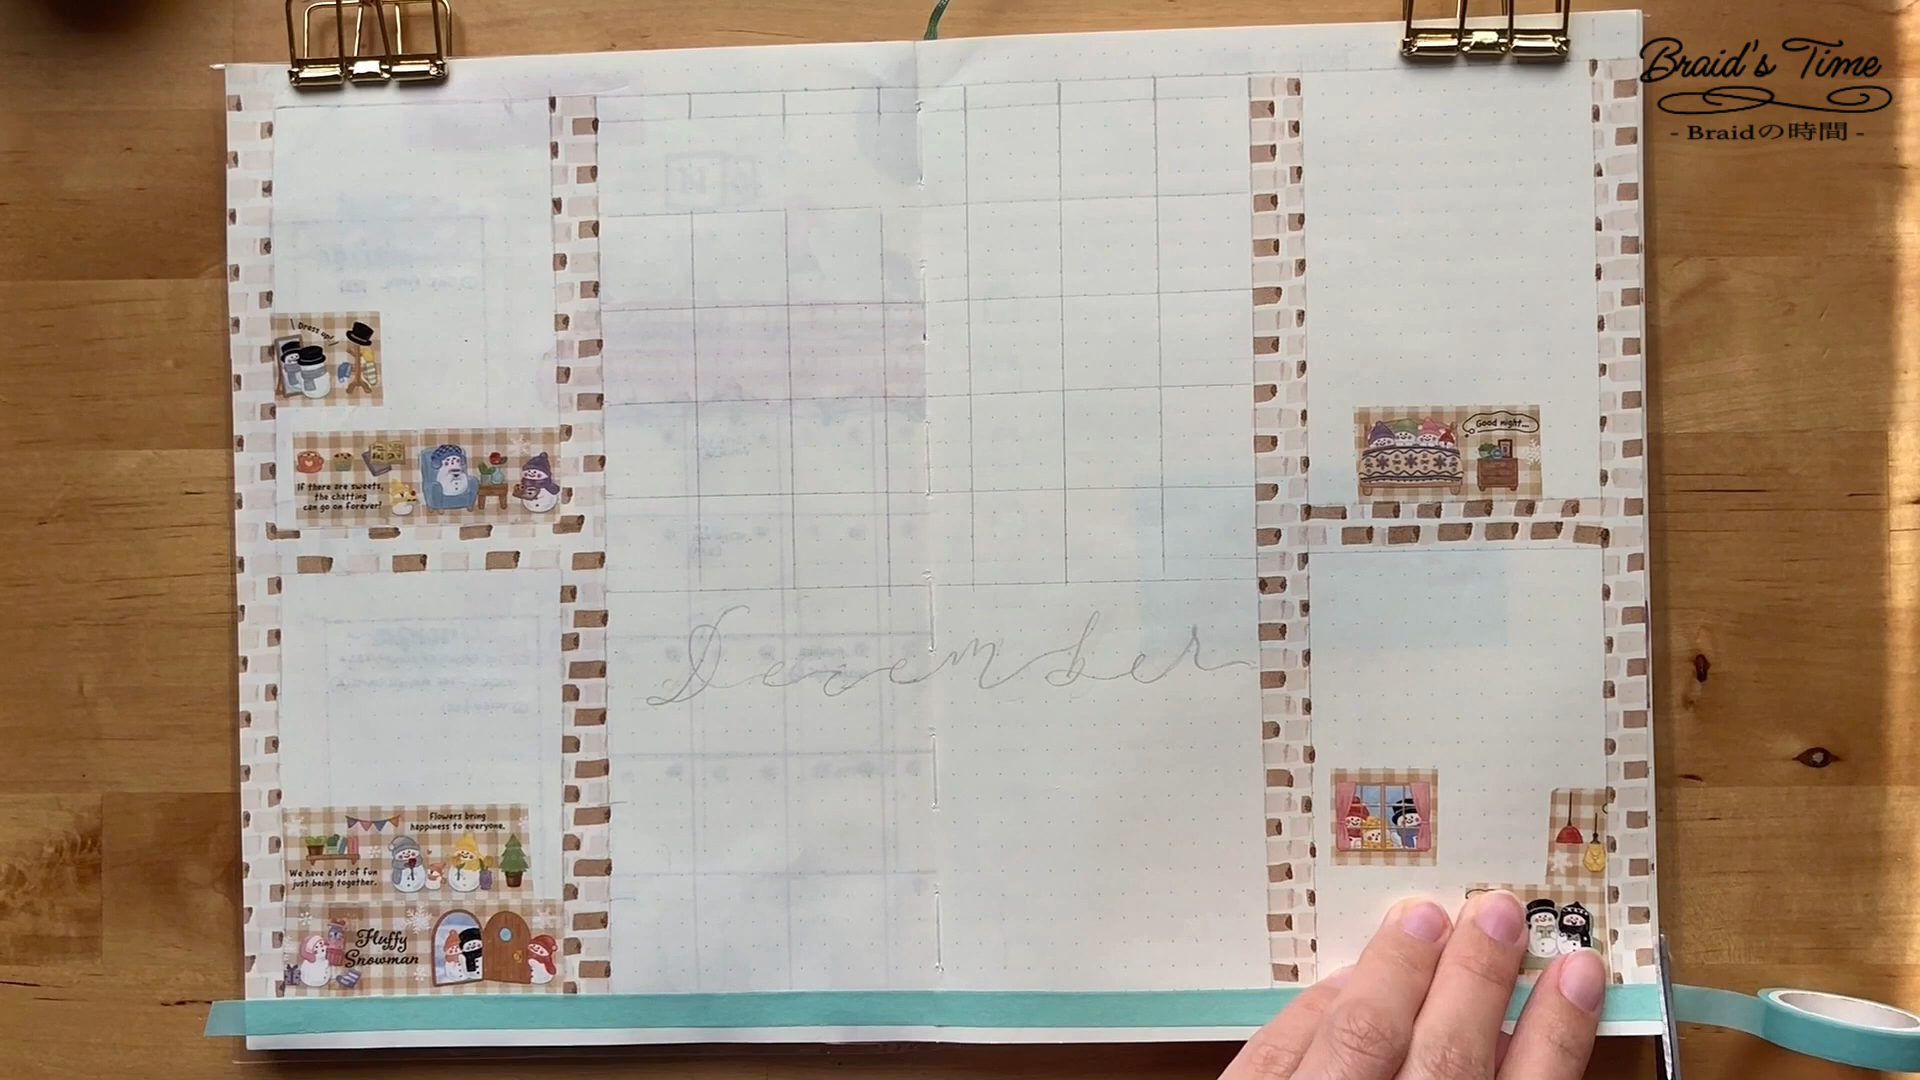 Braid's Time
- Braidの時間 -
Dress up!
If there are sweets,
the chatting
can go on forever!
Good night...
December
Flowers bring
happiness to everyone.
We have a lot of fun
just being together.
Fluffy
Snowman